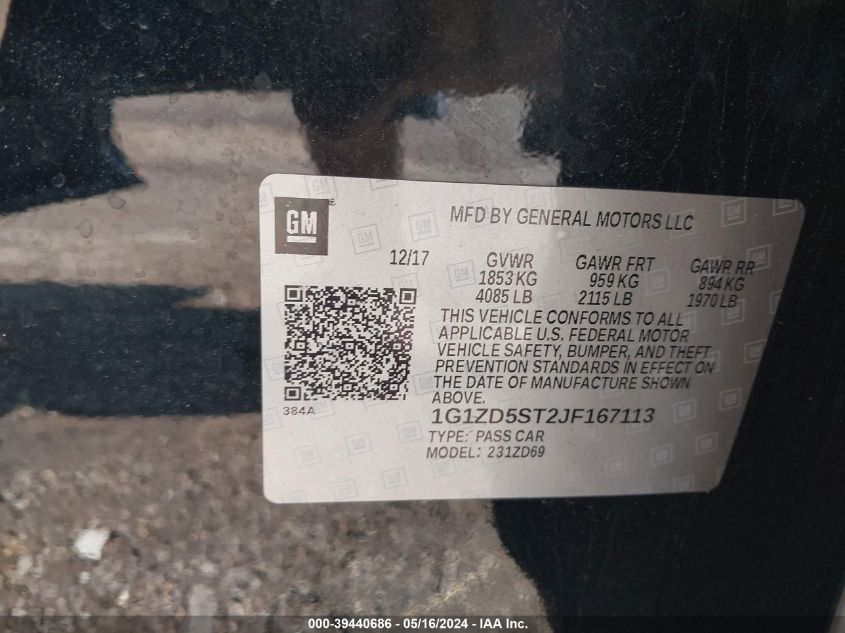 GM ®
MFD BY GENERAL MOTORS LLC
12/17 GVWR GAWR FRT GAWR RR
1853 KG 959 KG 894 KG
4085 LB 2115 LB 1970 LB
THIS VEHICLE CONFORMS TO ALL
APPLICABLE U.S. FEDERAL MOTOR
VEHICLE SAFETY, BUMPER, AND THEFT
PREVENTION STANDARDS IN EFFECT ON
THE DATE OF MANUFACTURE SHOWN
ABOVE.
384A
1G1ZD5ST2JF167113
TYPE: PASS CAR
MODEL: 231ZD69
000-39440686 - 05/16/2024 - IAA Inc.